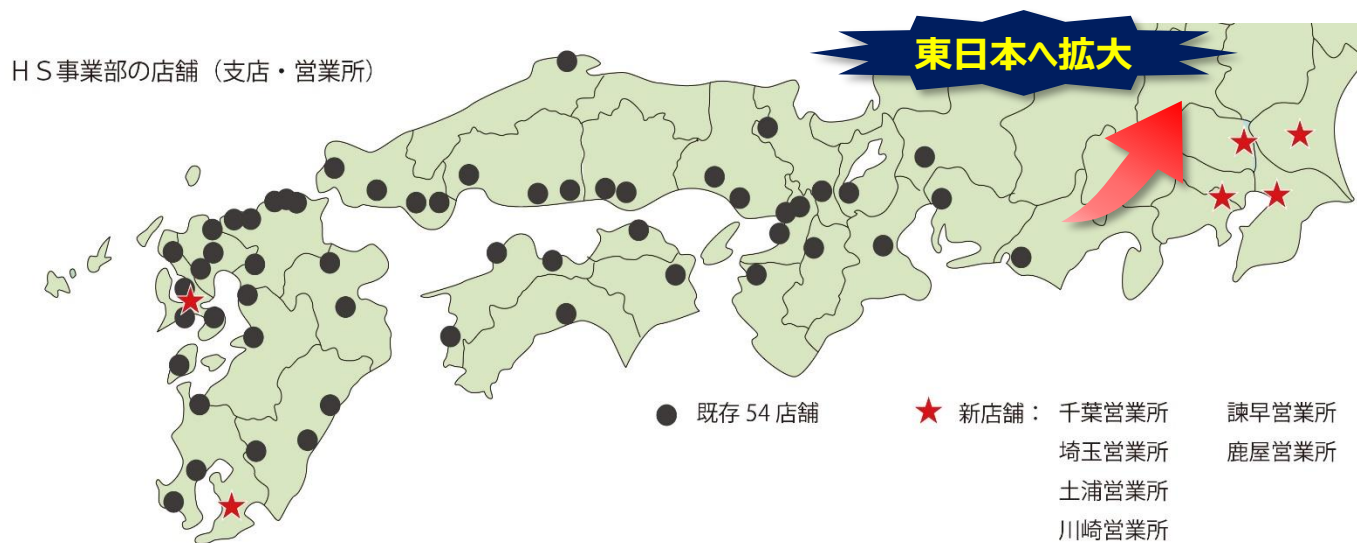 東日本へ拡大
HS事業部の店舗（支店・営業所）
既存54店舗
新店舗： 千葉営業所 諫早営業所
埼玉営業所 鹿屋営業所
土浦営業所
川崎営業所